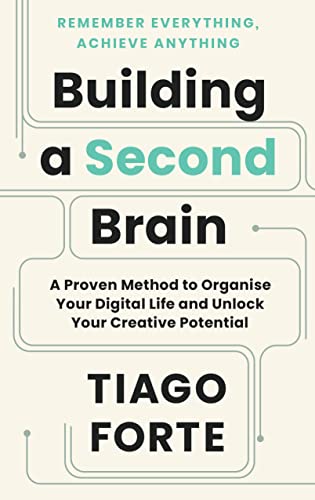 REMEMBER EVERYTHING,
ACHIEVE ANYTHING
Building
a Second
Brain
A Proven Method to Organise
Your Digital Life and Unlock
Your Creative Potential
TIAGO
FORTE